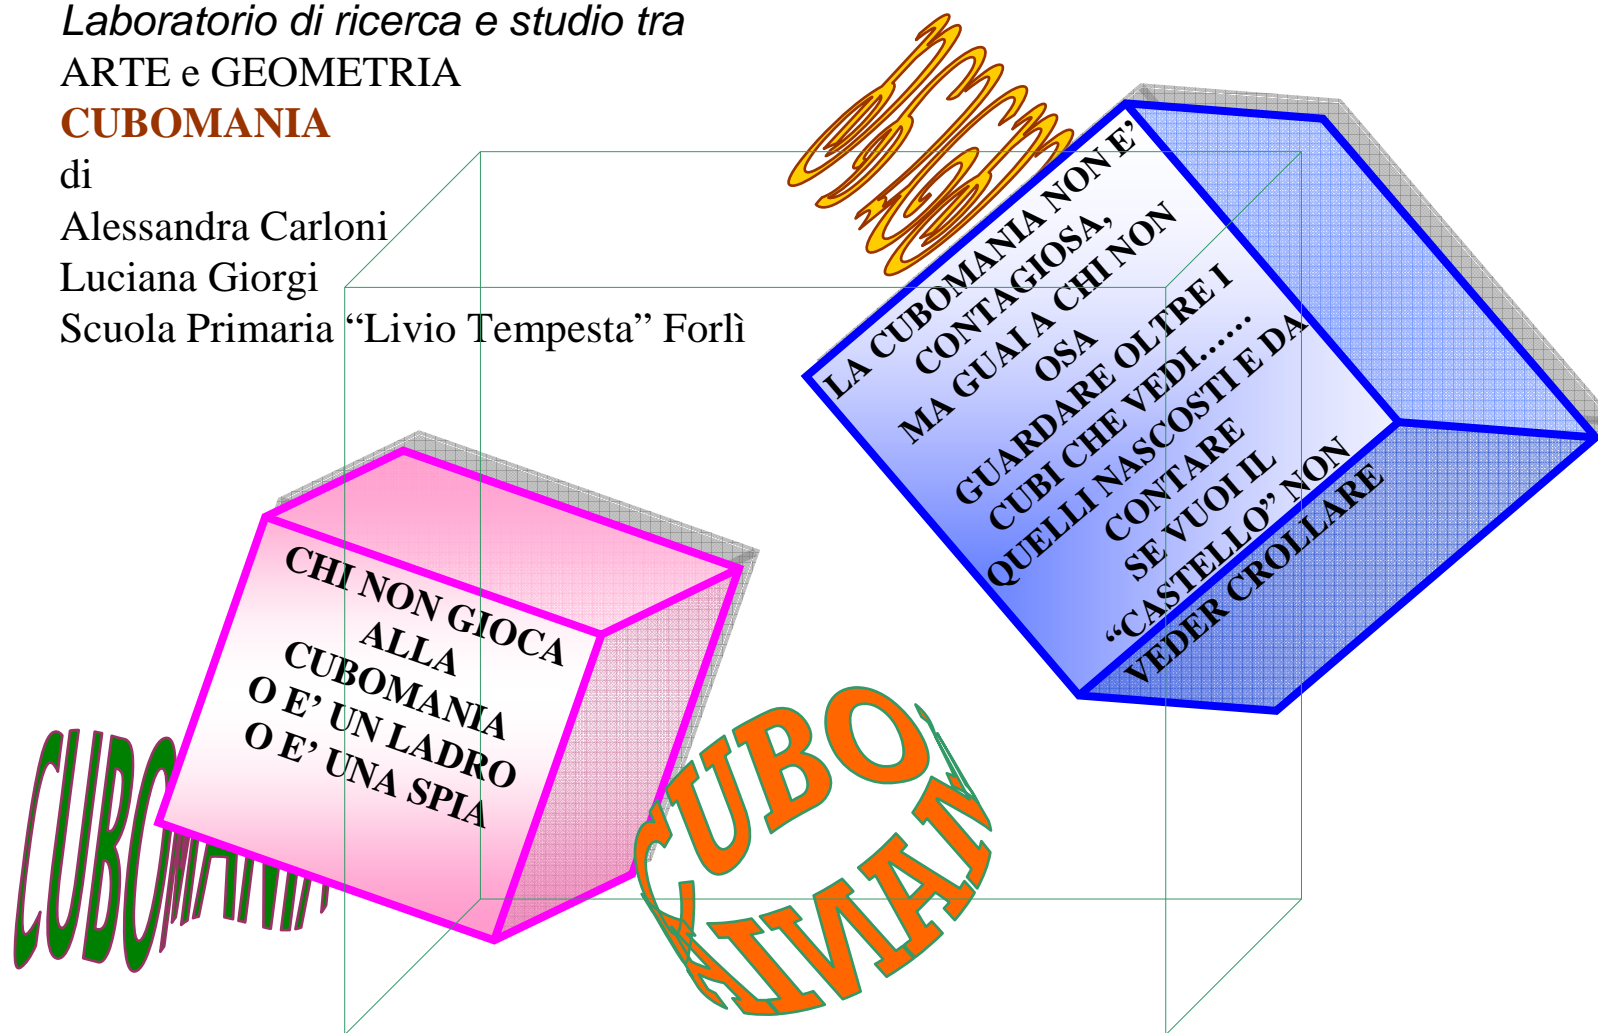 Laboratorio di ricerca e studio tra
ARTE e GEOMETRIA
CUBOMANIA
di
Alessandra Carloni
Luciana Giorgi
Scuola Primaria “Livio Tempesta” Forlì
LA CUBOMANIA NON E’
CONTAGIOSA,
MA GUAI A CHI NON
OSA
GUARDARE OLTRE I
CUBI CHE VEDI……
QUELLI NASCOSTI E DA
CONTARE
SE VUOI IL
“CASTELLO” NON
VEDER CROLLARE
CHI NON GIOCA
ALLA
CUBOMANIA
O E’ UN LADRO
O E’ UNA SPIA
CUBOMANIA
CUBOMANIA